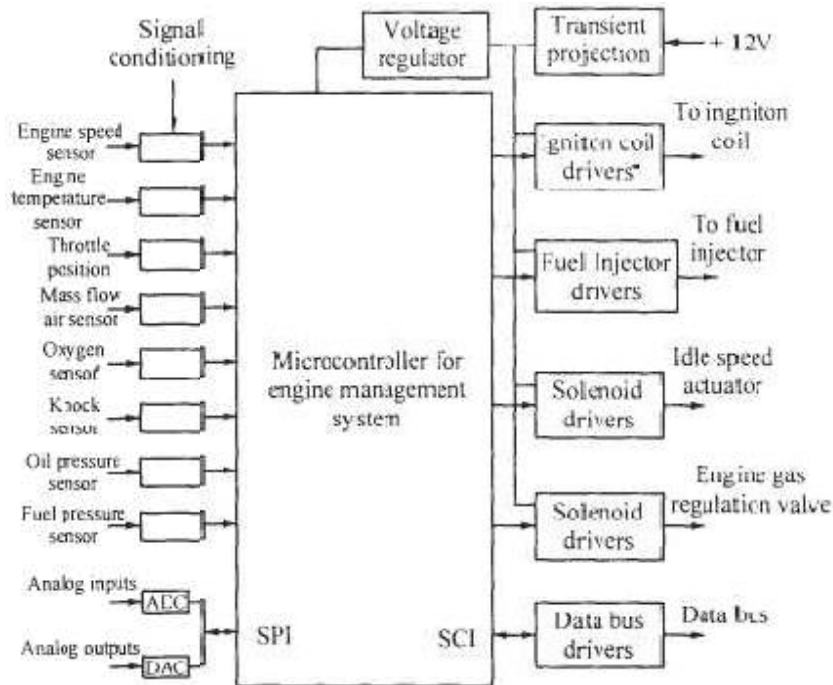 Signal
conditioning
Voltage
regulator
Transient
projection
+ 12V
Engine speed
sensor
Engine
temperature
sensor
Throttle
position
Mass flow
air sensor
Oxygen
sensor
Knock
sensor
Oil pressure
sensor
Fuel pressure
sensor
Analog inputs
ADC
Analog outputs
DAC
Microcontroller for
engine management
system
SPI
SCI
Igniton coil
drivers
To ingniton
coil
Fuel Injector
drivers
To fuel
injector
Solenoid
drivers
Idle speed
actuator
Solenoid
drivers
Engine gas
regulation valve
Data bus
drivers
Data bus